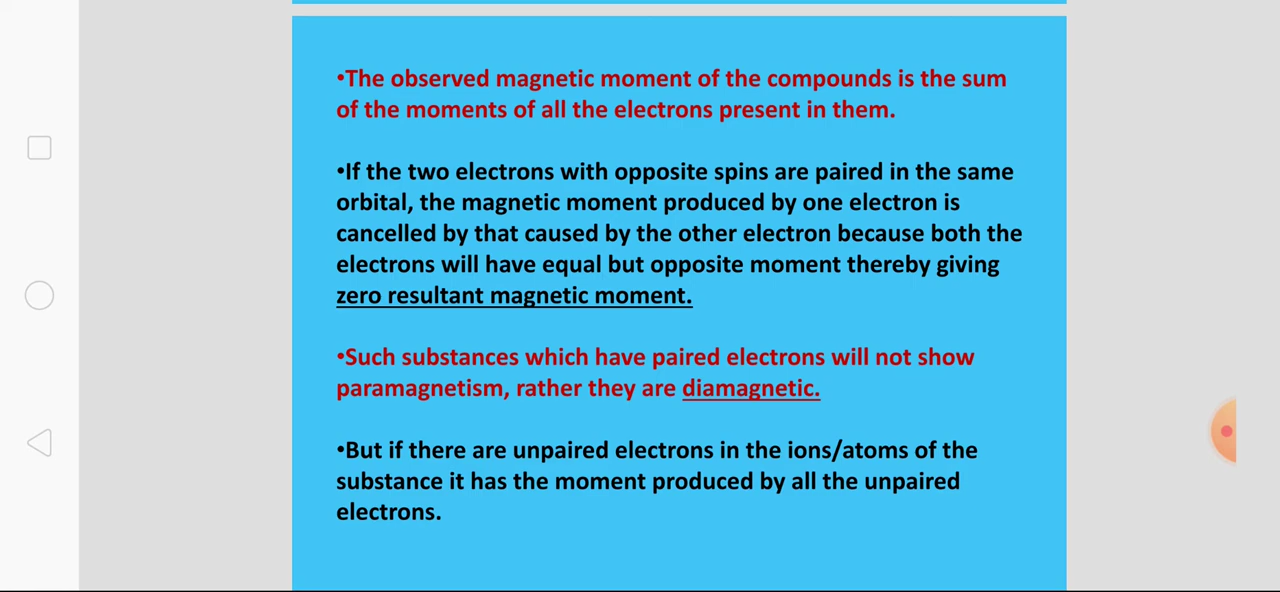 •The observed magnetic moment of the compounds is the sum
of the moments of all the electrons present in them.
•If the two electrons with opposite spins are paired in the same
orbital, the magnetic moment produced by one electron is
cancelled by that caused by the other electron because both the
electrons will have equal but opposite moment thereby giving
zero resultant magnetic moment.
•Such substances which have paired electrons will not show
paramagnetism, rather they are diamagnetic.
•But if there are unpaired electrons in the ions/atoms of the
substance it has the moment produced by all the unpaired
electrons.